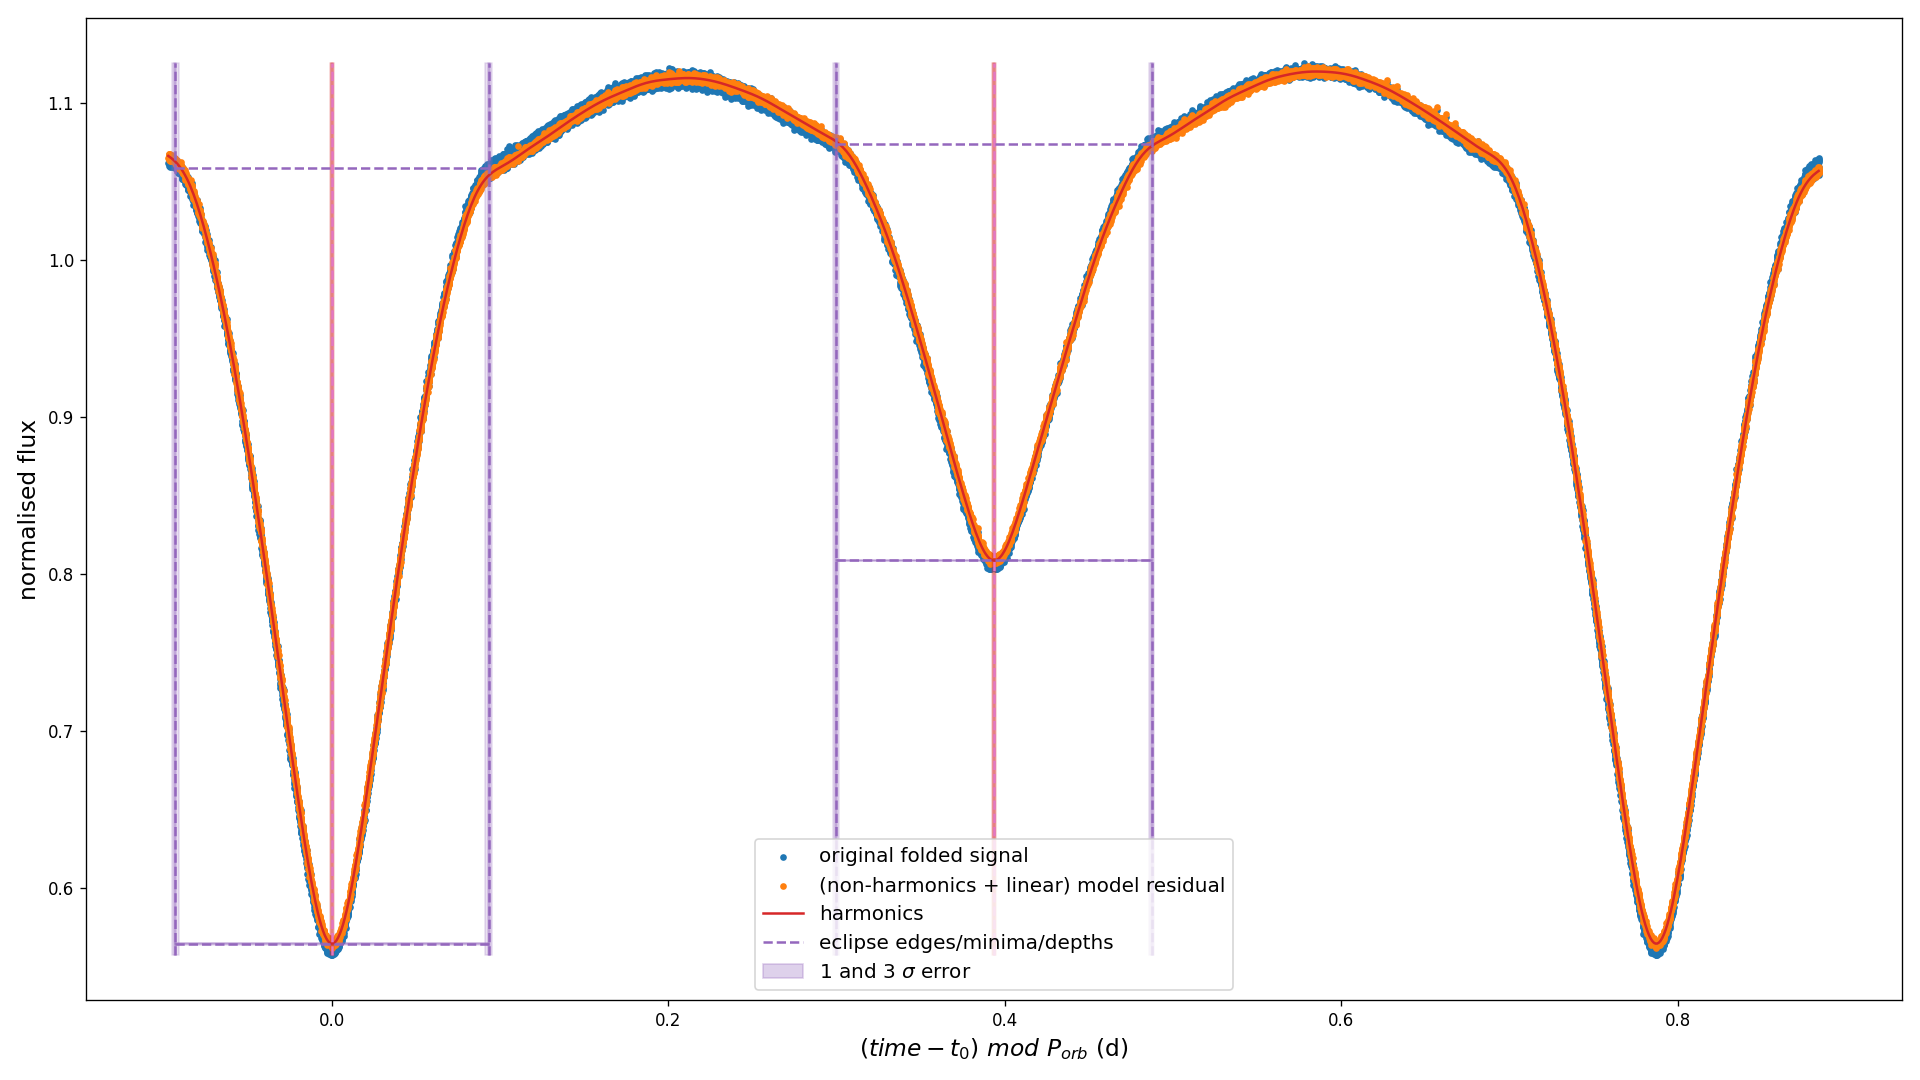 normalised flux
1.1
1.0
0.9
0.8
0.7
0.6
original folded signal
(non-harmonics + linear) model residual
harmonics
eclipse edges/minima/depths
1 and 3 σ error
0.0 0.2 0.4 0.6 0.8
(time − t₀) mod Pₒᵣb (d)